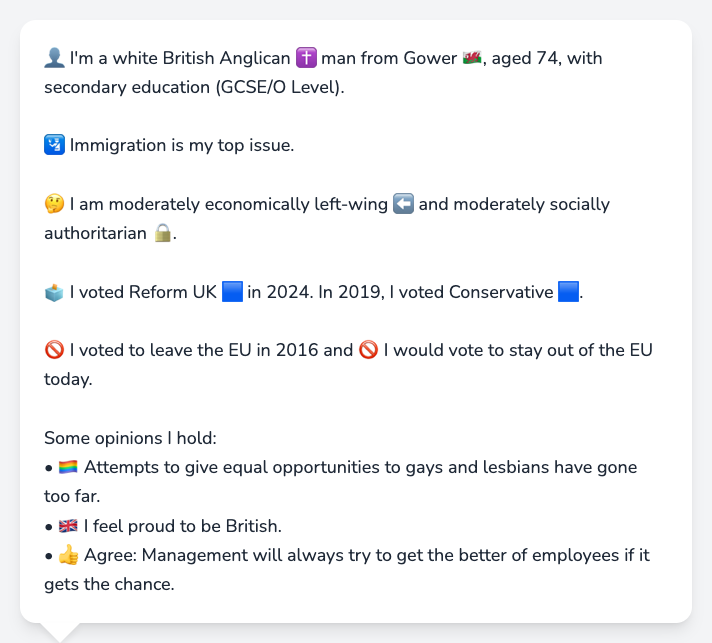 👤 I'm a white British Anglican ✝️ man from Gower 🏴󠁧󠁢󠁷󠁬󠁳󠁿, aged 74, with
secondary education (GCSE/O Level).
🛂 Immigration is my top issue.
🤔 I am moderately economically left-wing ⬅️ and moderately socially
authoritarian 🔒.
🗳️ I voted Reform UK 🟦 in 2024. In 2019, I voted Conservative 🟦.
🚫 I voted to leave the EU in 2016 and 🚫 I would vote to stay out of the EU
today.
Some opinions I hold:
• 🏳️‍🌈 Attempts to give equal opportunities to gays and lesbians have gone
too far.
• 🇬🇧 I feel proud to be British.
• 👍 Agree: Management will always try to get the better of employees if it
gets the chance.